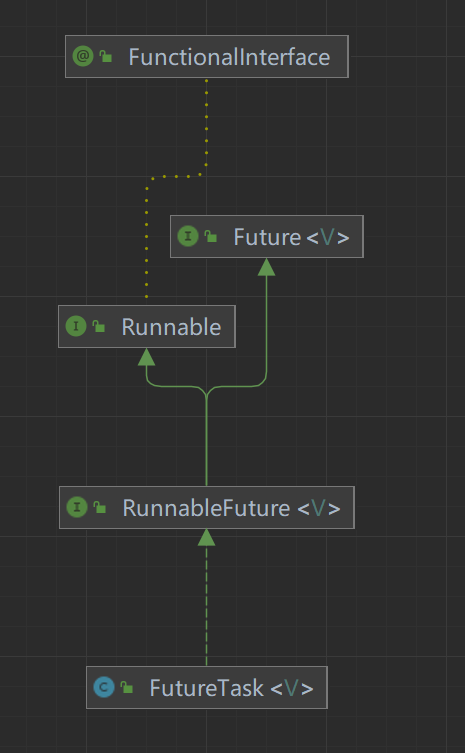 @ FunctionalInterface
I Future <V>
I Runnable
I RunnableFuture <V>
C FutureTask <V>